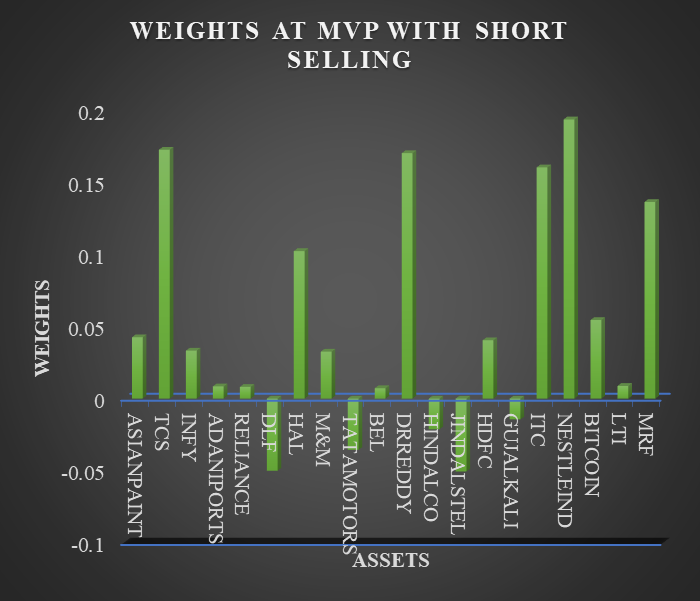 WEIGHTS AT MVP WITH SHORT
SELLING
0.2
0.15
0.1
0.05
0
-0.05
-0.1
WEIGHTS
ASIANPAINT
TCS
INFY
ADANIPORTS
RELIANCE
DLF
HAL
M&M
TATAMOTORS
BEL
DRREDDY
HINDALCO
JINDALSTEL
HDFC
GUJALKALI
ITC
NESTLEIND
BITCOIN
LTI
MRF
ASSETS